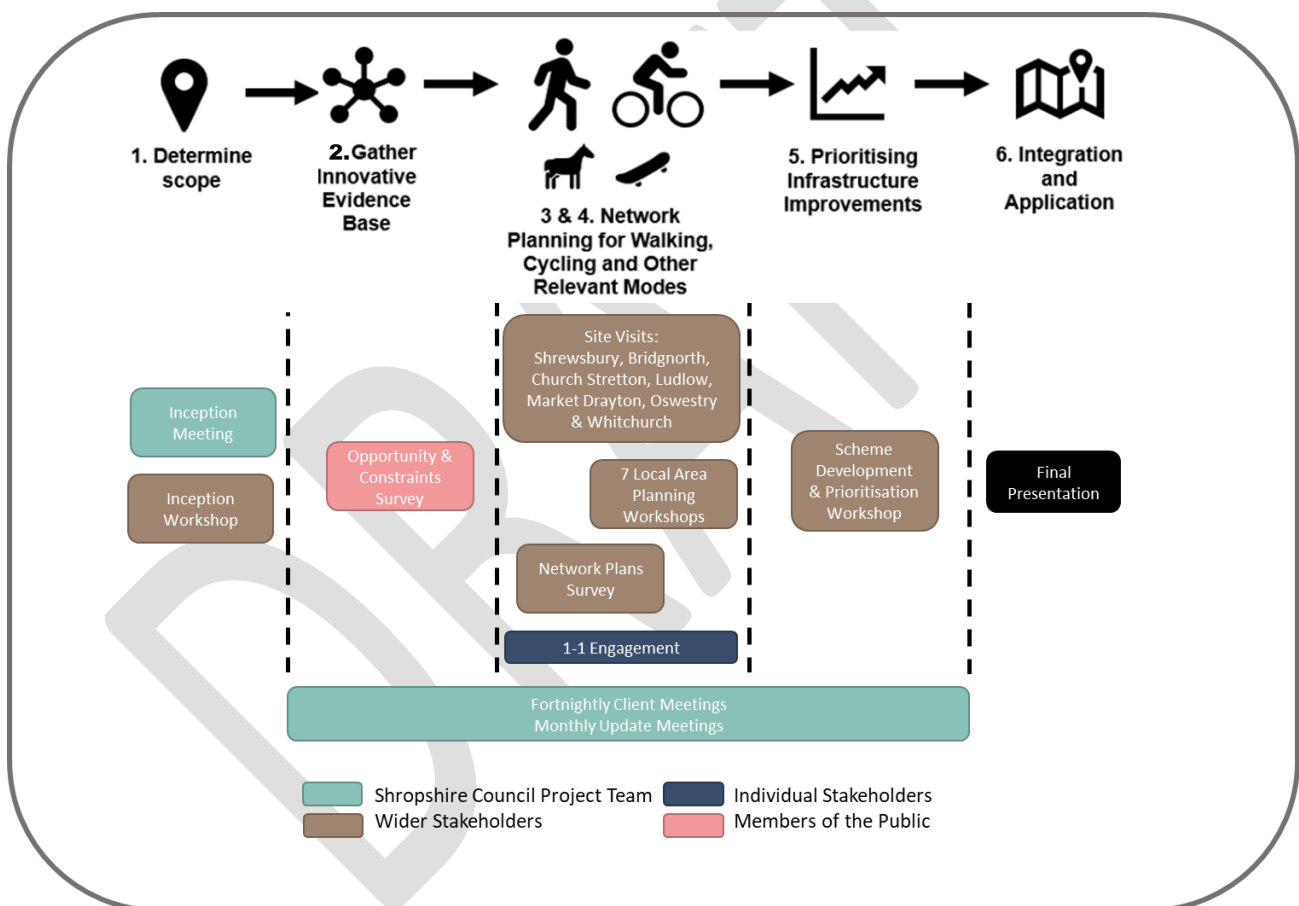 1. Determine
scope
2. Gather
Innovative
Evidence
Base
3 & 4. Network
Planning for Walking,
Cycling and Other
Relevant Modes
5. Prioritising
Infrastructure
Improvements
6. Integration
and
Application
Inception
Meeting
Inception
Workshop
Opportunity &
Constraints
Survey
Site Visits:
Shrewsbury, Bridgnorth,
Church Stretton, Ludlow,
Market Drayton, Oswestry
& Whitchurch
7 Local Area
Planning
Workshops
Network Plans
Survey
1-1 Engagement
Scheme
Development
& Prioritisation
Workshop
Final
Presentation
Fortnightly Client Meetings
Monthly Update Meetings
Shropshire Council Project Team
Individual Stakeholders
Wider Stakeholders
Members of the Public
DRAFT